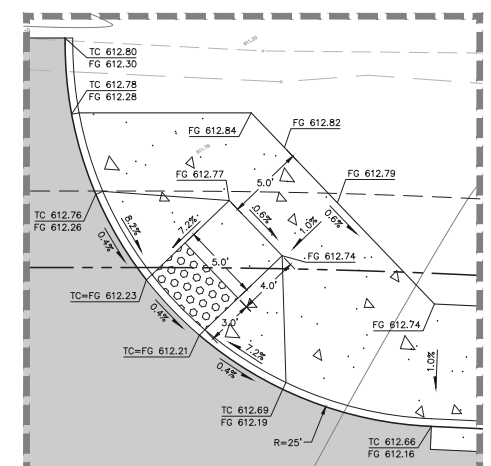 611.20
TC 612.80
FG 612.30
TC 612.78
FG 612.28
FG 612.84
FG 612.82
611.70
FG 612.77
FG 612.79
5.0'
TC 612.76
FG 612.26
8.2%
7.2%
0.6%
1.0%
0.6%
0.4%
5.0'
FG 612.74
4.0'
TC=FG 612.23
0.4%
3.0'
FG 612.74
TC=FG 612.21
7.2%
1.0%
0.4%
TC 612.69
FG 612.19
R=25'
TC 612.66
FG 612.16